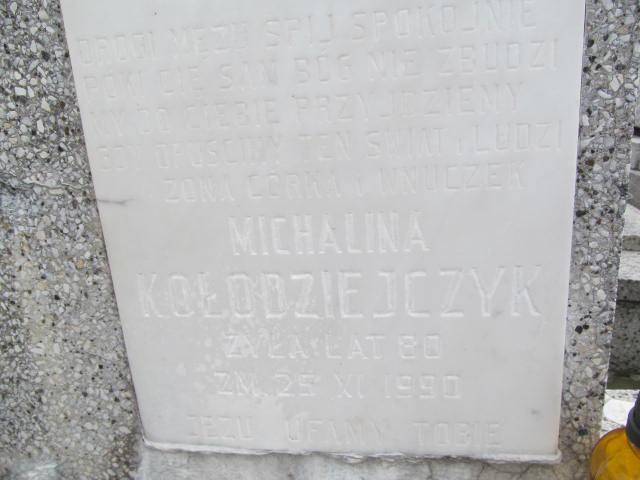 DROGI MĘŻU ŚPIJ SPOKOJNIE
PÓKI CIĘ SAM BÓG NIE ZBUDZI
MY DO CIEBIE PRZYJDZIEMY
GDY OPUŚCIMY TEN ŚWIAT I LUDZI
ŻONA CÓRKA I WNUCZEK
MICHALINA
KOŁODZIEJCZYK
ŻYŁA LAT 80
ZM. 25 XI 1990
JEZU UFAMY TOBIE